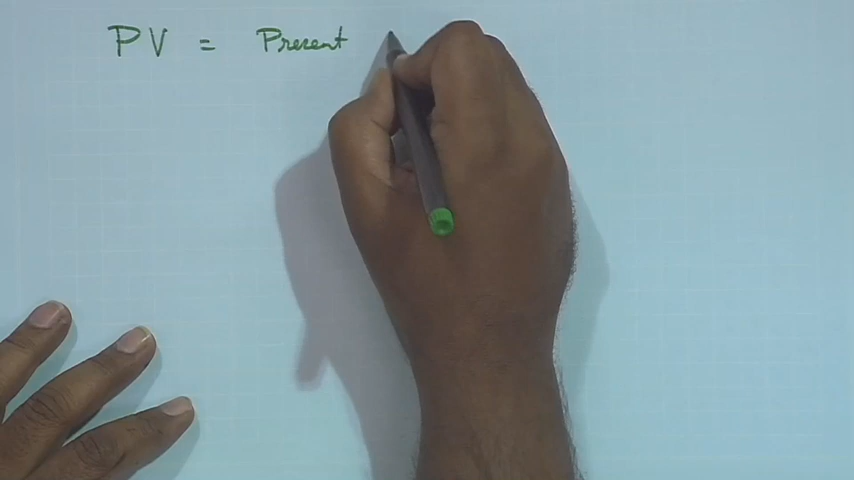 PV = Present